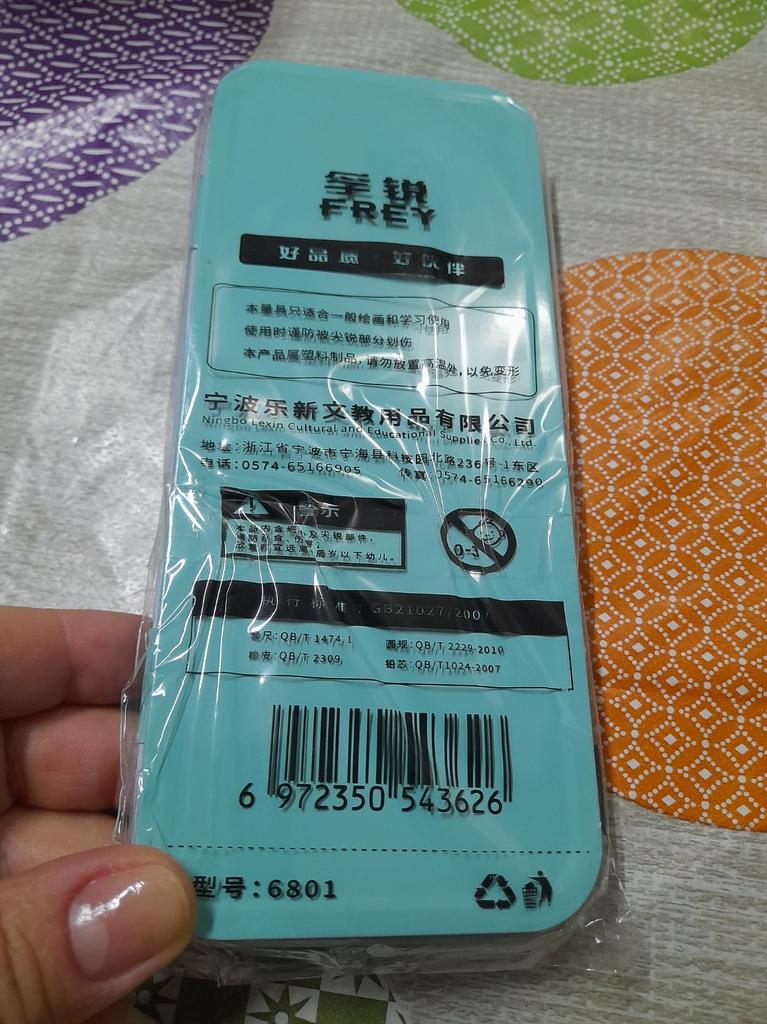 FREY
好品质 好伙伴
本量具只适合一般绘画和学习使用
使用时谨防被尖锐部分划伤
本产品属塑料制品,请勿放置高温处,以免变形
宁波乐新文教用品有限公司
Ningbo Lexin Cultural and Educational Supplies Co., Ltd.
地址:浙江省宁波市宁海县科技园北路236号-1东区
电话:0574-65166905 传真:0574-65166290
警示
0-3
执行标准:GB21027/2007
套尺:QB/T 1474.1 圆规:QB/T 2229-2010
橡皮:QB/T 2309 铅芯:QB/T1024-2007
6 972350 543626
型号:6801